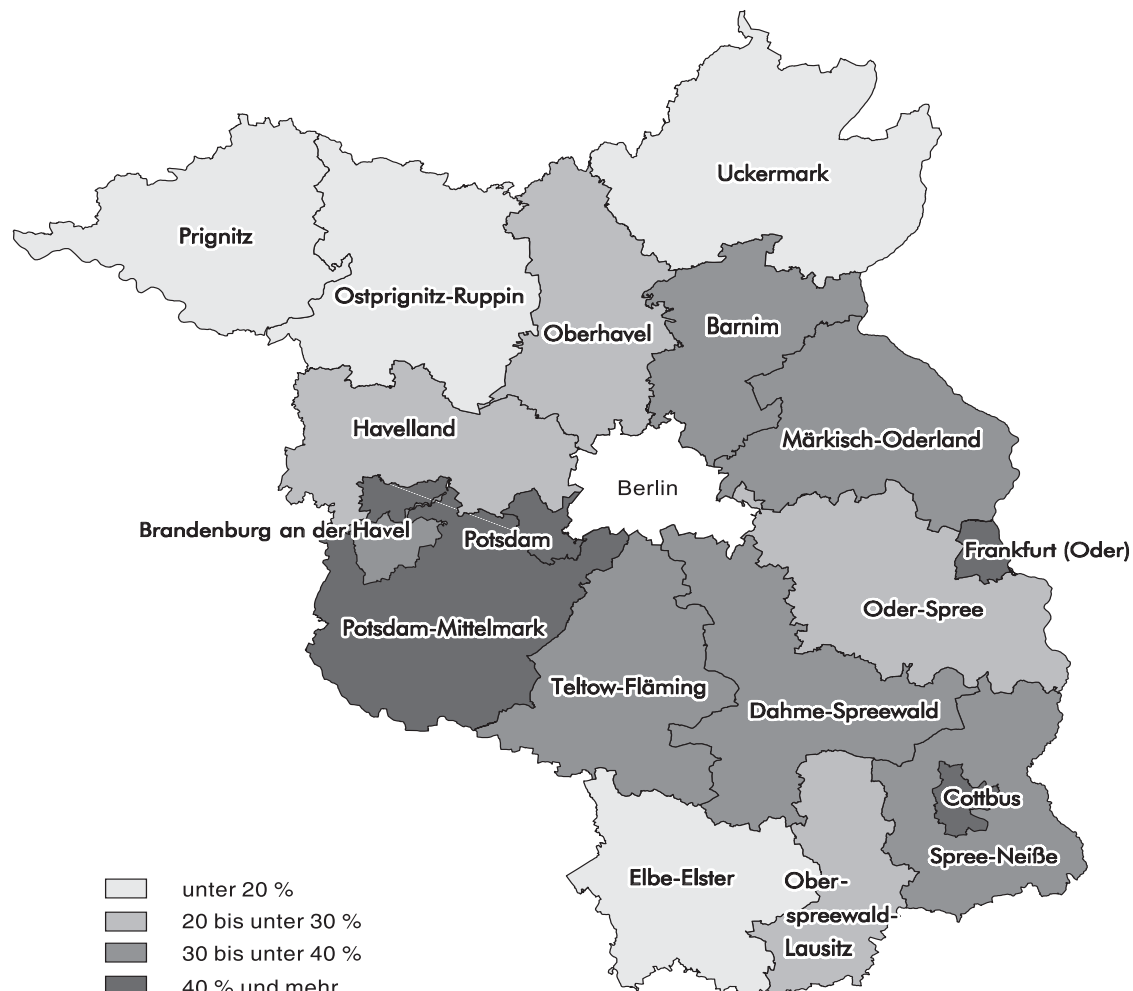 Uckermark
Prignitz
Ostprignitz-Ruppin
Oberhavel
Barnim
Havelland
Märkisch-Oderland
Berlin
Brandenburg an der Havel
Potsdam
Frankfurt (Oder)
Oder-Spree
Potsdam-Mittelmark
Teltow-Fläming
Dahme-Spreewald
Cottbus
Spree-Neiße
Elbe-Elster
Ober-
spreewald-
Lausitz
unter 20 %
20 bis unter 30 %
30 bis unter 40 %
40 % und mehr